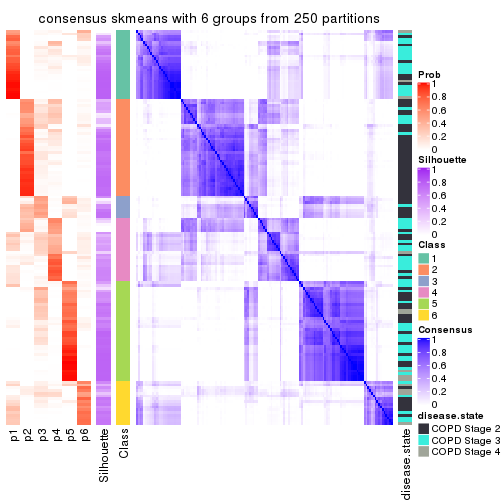 consensus skmeans with 6 groups from 250 partitions
Prob
1
0.8
0.6
0.4
0.2
0
Silhouette
1
0.8
0.6
0.4
0.2
0
Class
1
2
3
4
5
6
Consensus
1
0.8
0.6
0.4
0.2
0
disease.state
COPD Stage 2
COPD Stage 3
COPD Stage 4
p1
p2
p3
p4
p5
p6
Silhouette
Class
disease.state